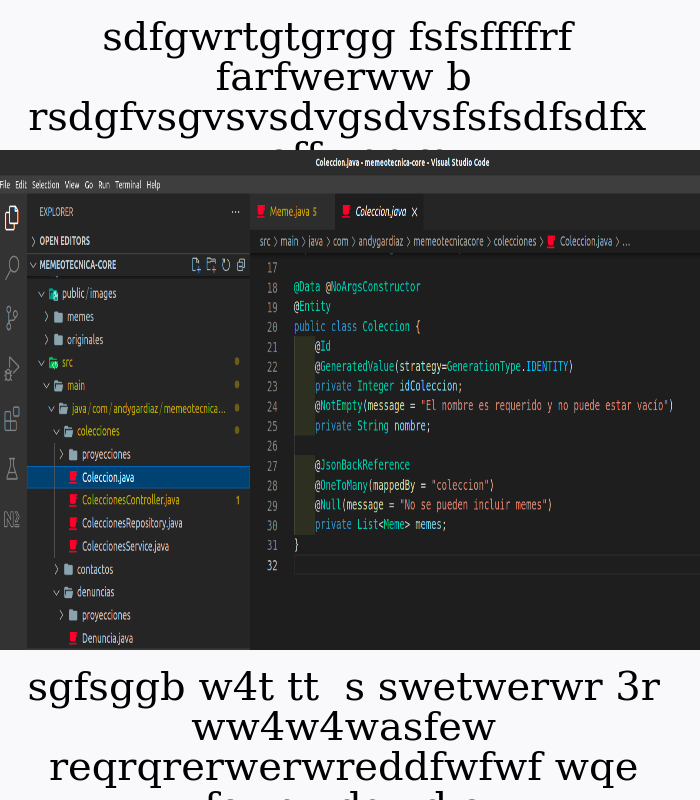 sdfgwrtgtgrgg fsfsffffrf
farfwerww b
rsdgfvsgvsvsdvgsdvsfsfsdfsdfx
Coleccion.java - memeotecnica-core - Visual Studio Code
File Edit Selection View Go Run Terminal Help
EXPLORER ...
Meme.java 5 Coleccion.java X
OPEN EDITORS
src > main > java > com > andygardiaz > memeotecnicacore > colecciones > Coleccion.java > ...
MEMEOTECNICA-CORE
public/images
memes
originales
src
main
java/com/andygardiaz/memeotecnica...
colecciones
proyecciones
Coleccion.java
ColeccionesController.java 1
ColeccionesRepository.java
ColeccionesService.java
contactos
denuncias
proyecciones
Denuncia.java
17
18 @Data @NoArgsConstructor
19 @Entity
20 public class Coleccion {
21 @Id
22 @GeneratedValue(strategy=GenerationType.IDENTITY)
23 private Integer idColeccion;
24 @NotEmpty(message = "El nombre es requerido y no puede estar vacío")
25 private String nombre;
26
27 @JsonBackReference
28 @OneToMany(mappedBy = "coleccion")
29 @Null(message = "No se pueden incluir memes")
30 private List<Meme> memes;
31 }
32
sgfsggb w4t tt  s swetwerwr 3r
ww4w4wasfew
reqrqrerwerwreddfwfwf wqe